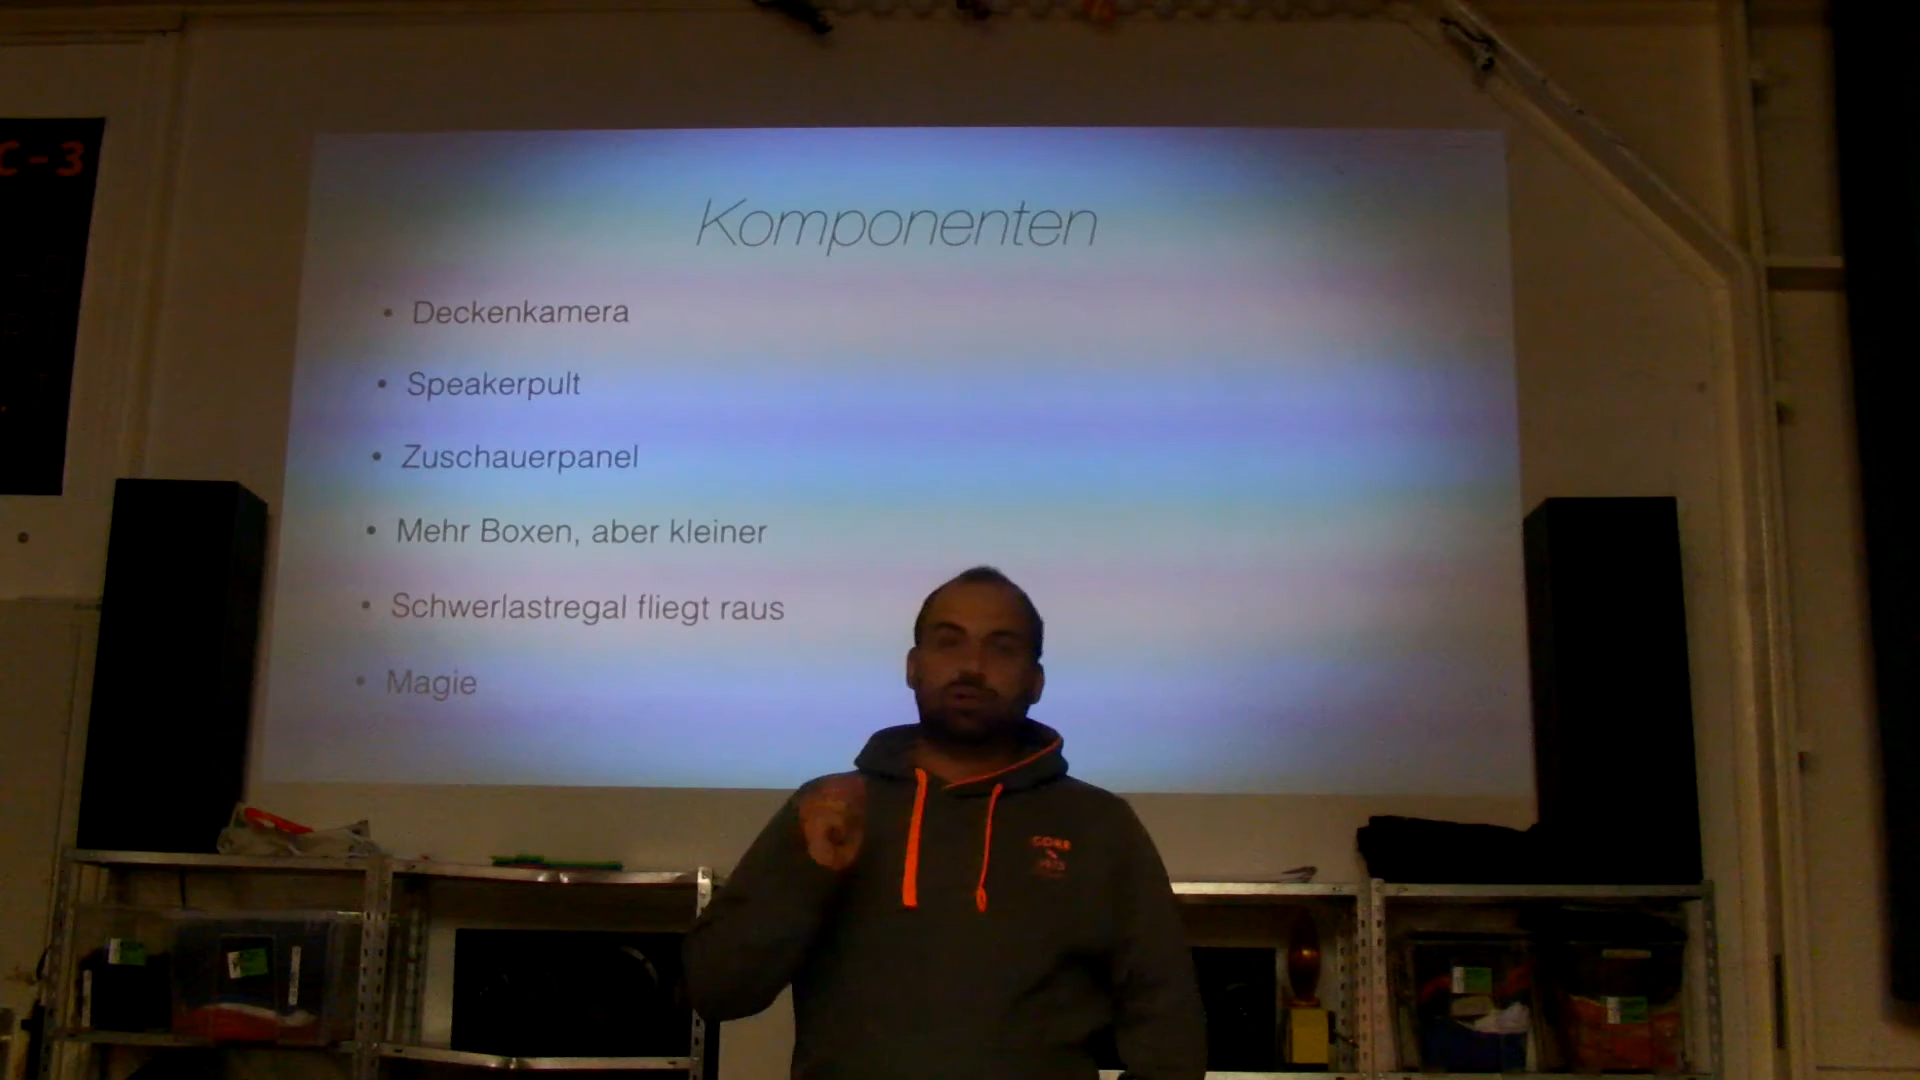 C-3
Komponenten
• Deckenkamera
• Speakerpult
• Zuschauerpanel
• Mehr Boxen, aber kleiner
• Schwerlastregal fliegt raus
• Magie